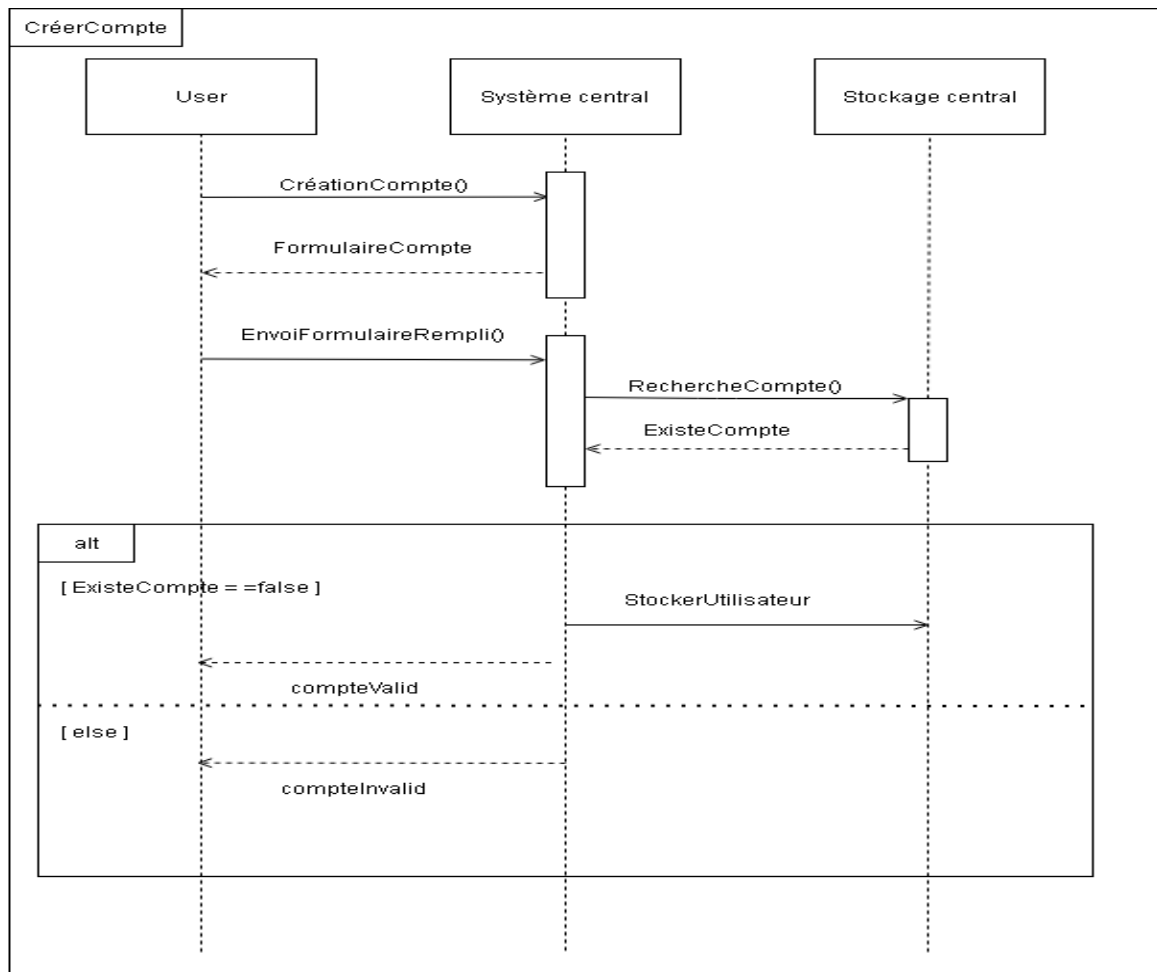 CréerCompte
User
Système central
Stockage central
CréationCompte()
FormulaireCompte
EnvoiFormulaireRempli()
RechercheCompte()
ExisteCompte
alt
[ ExisteCompte = =false ]
StockerUtilisateur
compteValid
[ else ]
compteInvalid